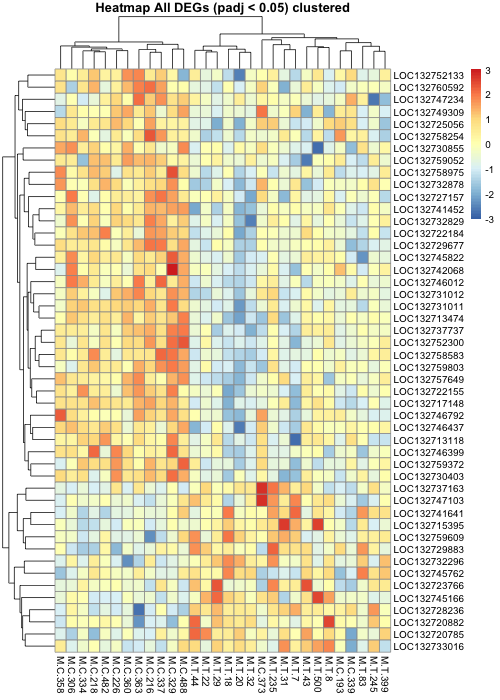 Heatmap All DEGs (padj < 0.05) clustered
LOC132752133
LOC132760592
LOC132747234
LOC132749309
LOC132725056
LOC132758254
LOC132730855
LOC132759052
LOC132758975
LOC132732878
LOC132727157
LOC132741452
LOC132732829
LOC132722184
LOC132729677
LOC132745822
LOC132742068
LOC132746012
LOC132731012
LOC132731011
LOC132713474
LOC132737737
LOC132752300
LOC132758583
LOC132759803
LOC132757649
LOC132722155
LOC132717148
LOC132746792
LOC132746437
LOC132713118
LOC132746399
LOC132759372
LOC132730403
LOC132737163
LOC132747103
LOC132741641
LOC132715395
LOC132759609
LOC132729883
LOC132732296
LOC132745762
LOC132723766
LOC132745166
LOC132728236
LOC132720882
LOC132720785
LOC132733016
3
2
1
0
-1
-2
-3
M.C.358
M.C.306
M.C.334
M.C.218
M.C.482
M.C.226
M.C.360
M.C.363
M.C.216
M.C.337
M.C.329
M.C.488
M.T.44
M.T.22
M.T.29
M.T.18
M.T.20
M.T.32
M.C.373
M.T.235
M.T.31
M.T.7
M.T.43
M.T.500
M.T.8
M.C.193
M.C.339
M.T.83
M.T.245
M.T.399